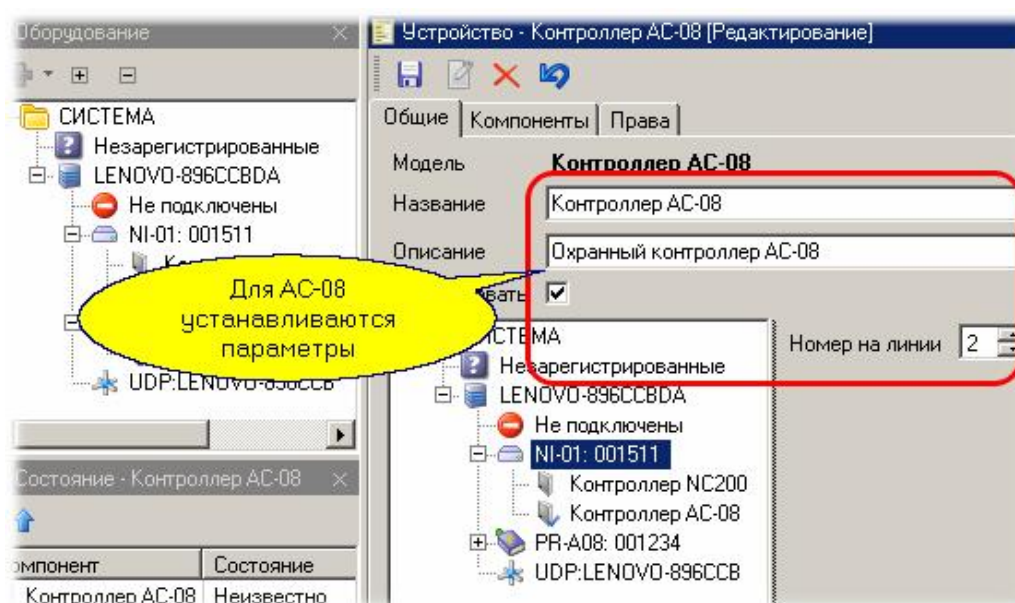 Оборудование
СИСТЕМА
Незарегистрированные
LENOVO-896CCBDA
Не подключены
NI-01: 001511
UDP:LENOVO-896CCB
Состояние - Контроллер AC-08
Состояние
Контроллер AC-08 Неизвестно
Устройство - Контроллер AC-08 [Редактирование]
Общие Компоненты Права
Модель Контроллер AC-08
Название Контроллер AC-08
Описание Охранный контроллер AC-08
Для AC-08
устанавливаются
параметры
Незарегистрированные
LENOVO-896CCBDA
Не подключены
NI-01: 001511
Контроллер NC200
Контроллер AC-08
PR-A08: 001234
UDP:LENOVO-896CCB
Номер на линии 2